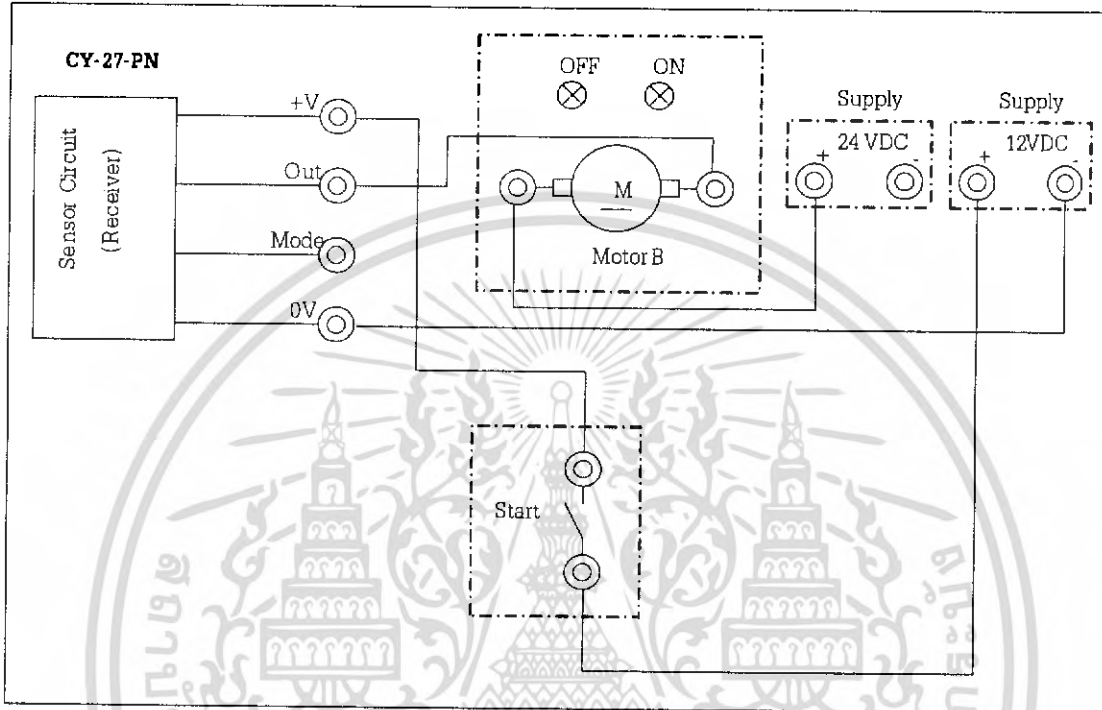 CY-27-PN
Sensor Circuit
(Receiver)
+V
Out
Mode
0V
OFF ON
M
Motor B
Supply
+ 24 VDC -
Supply
+ 12VDC -
Start